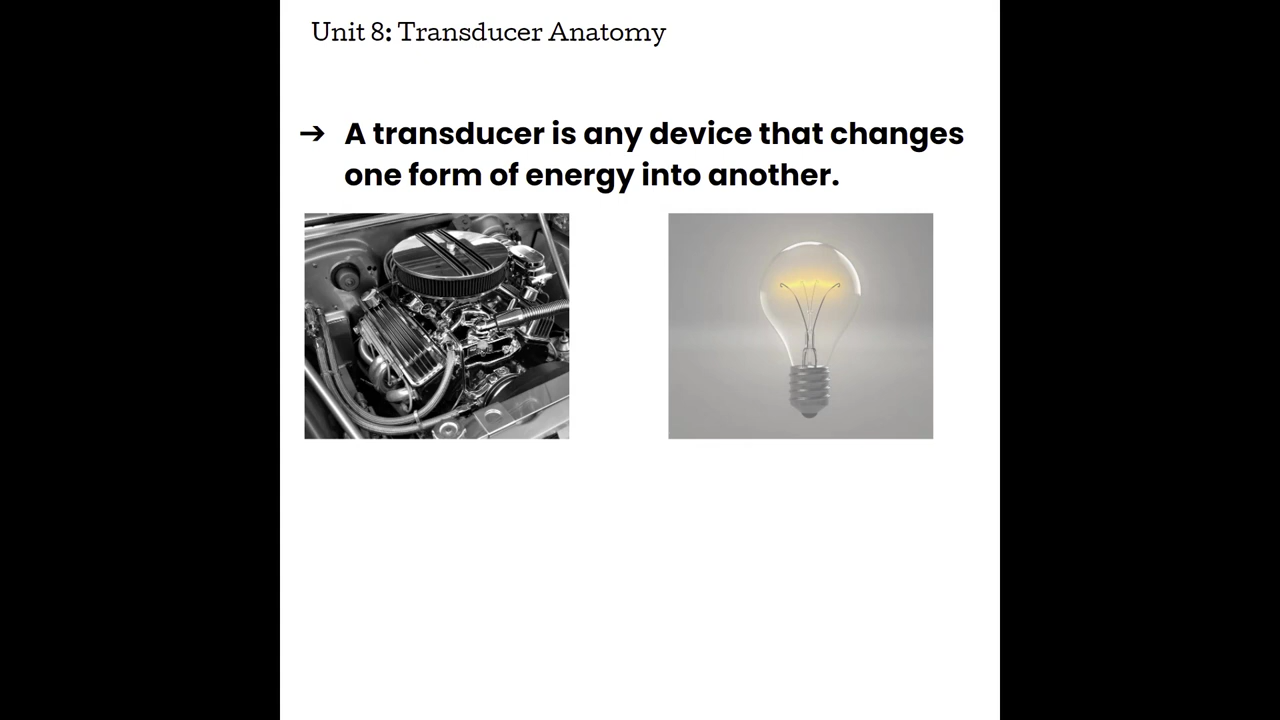 Unit 8: Transducer Anatomy
➔ A transducer is any device that changes
one form of energy into another.